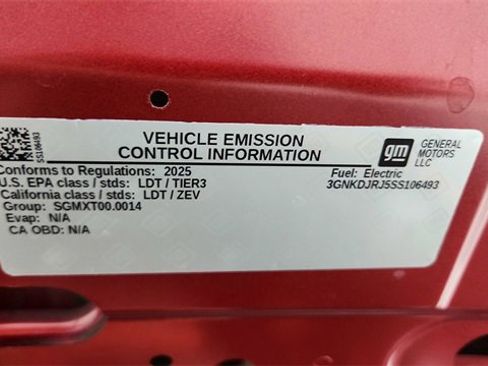 SS106493
VEHICLE EMISSION
CONTROL INFORMATION
gm
GENERAL
MOTORS
LLC
Conforms to Regulations: 2025
U.S. EPA class / stds: LDT / TIER3
California class / stds: LDT / ZEV
Group: SGMXT00.0014
Evap: N/A
CA OBD: N/A
Fuel: Electric
3GNKDJRJ5SS106493